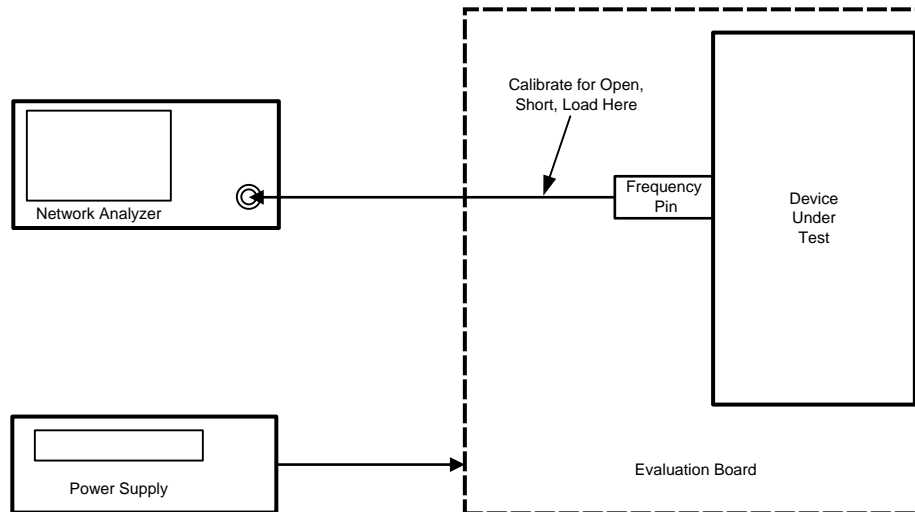 Calibrate for Open,
Short, Load Here
Network Analyzer
Frequency
Pin
Device
Under
Test
Power Supply
Evaluation Board